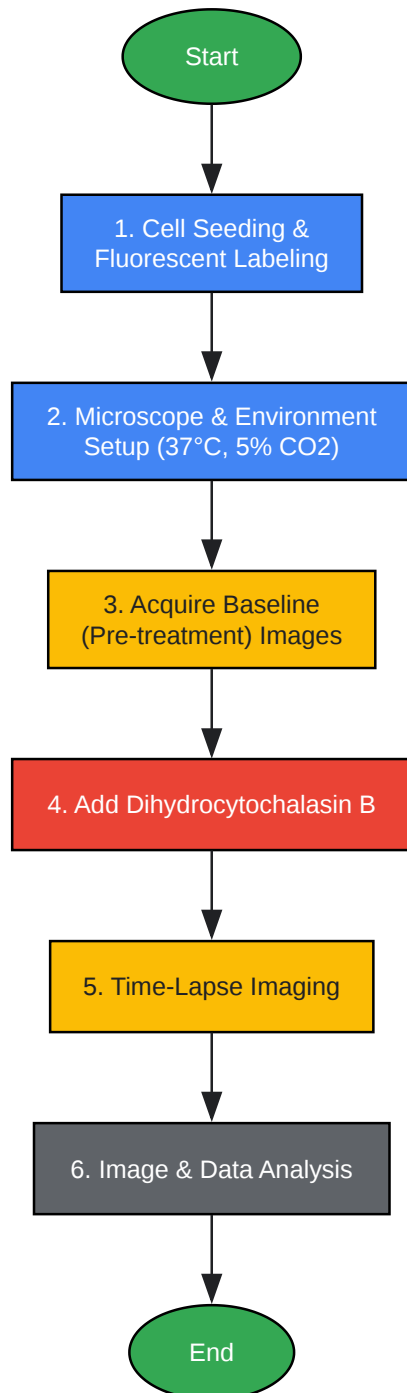 Start
1. Cell Seeding &
Fluorescent Labeling
2. Microscope & Environment
Setup (37°C, 5% CO2)
3. Acquire Baseline
(Pre-treatment) Images
4. Add Dihydrocytochalasin B
5. Time-Lapse Imaging
6. Image & Data Analysis
End